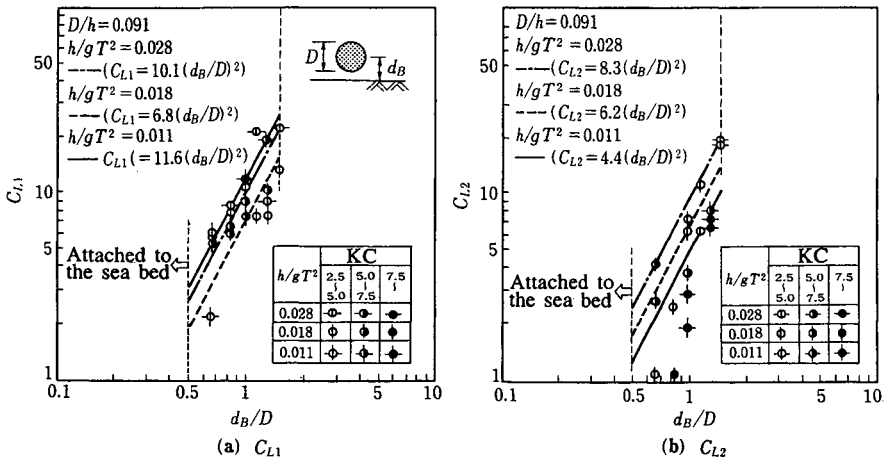 D/h=0.091
h/gT²=0.028
(C_L1=10.1(d_B/D)²)
h/gT²=0.018
(C_L1=6.8(d_B/D)²)
h/gT²=0.011
C_L1(=11.6(d_B/D)²)
D
d_B
50
10
5
4
1
C_L1
Attached to
the sea bed
KC
h/gT² 2.5~5.0 5.0~7.5 7.5~
0.028
0.018
0.011
0.1 0.5 1 5 10
d_B/D
(a) C_L1
D/h=0.091
h/gT²=0.028
(C_L2=8.3(d_B/D)²)
h/gT²=0.018
(C_L2=6.2(d_B/D)²)
h/gT²=0.011
(C_L2=4.4(d_B/D)²)
50
10
5
1
C_L2
Attached to
the sea bed
KC
h/gT² 2.5~5.0 5.0~7.5 7.5~
0.028
0.018
0.011
0.1 0.5 1 5 10
d_B/D
(b) C_L2